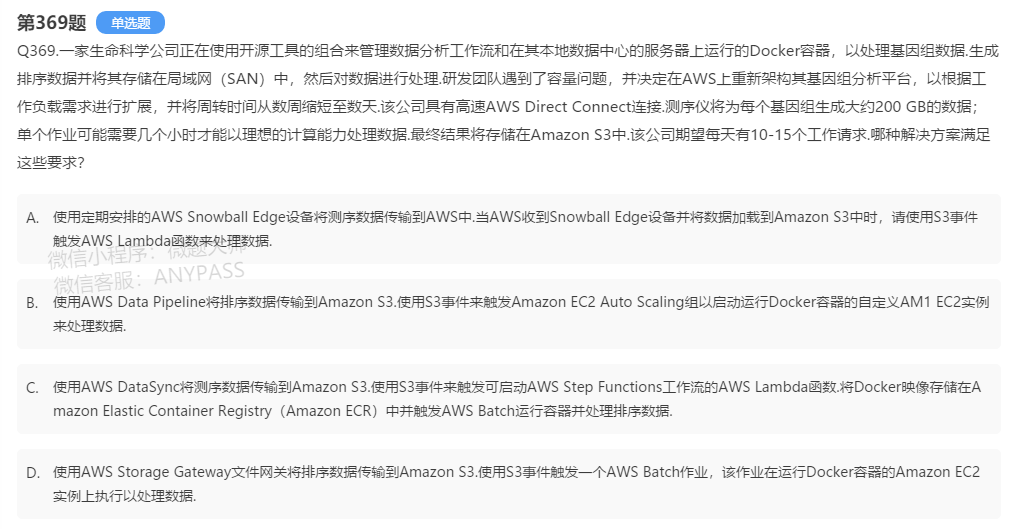 第369题 单选题
Q369.一家生命科学公司正在使用开源工具的组合来管理数据分析工作流和在其本地数据中心的服务器上运行的Docker容器，以处理基因组数据.生成
排序数据并将其存储在局域网（SAN）中，然后对数据进行处理.研发团队遇到了容量问题，并决定在AWS上重新架构其基因组分析平台，以根据工
作负载需求进行扩展，并将周转时间从数周缩短至数天.该公司具有高速AWS Direct Connect连接.测序仪将为每个基因组生成大约200 GB的数据；
单个作业可能需要几个小时才能以理想的计算能力处理数据.最终结果将存储在Amazon S3中.该公司期望每天有10-15个工作请求.哪种解决方案满足
这些要求？
A. 使用定期安排的AWS Snowball Edge设备将测序数据传输到AWS中.当AWS收到Snowball Edge设备并将数据加载到Amazon S3中时，请使用S3事件
触发AWS Lambda函数来处理数据.
微信小程序：微题大师
微信客服：ANYPASS
B. 使用AWS Data Pipeline将排序数据传输到Amazon S3.使用S3事件来触发Amazon EC2 Auto Scaling组以启动运行Docker容器的自定义AM1 EC2实例
来处理数据.
C. 使用AWS DataSync将测序数据传输到Amazon S3.使用S3事件来触发可启动AWS Step Functions工作流的AWS Lambda函数.将Docker映像存储在A
mazon Elastic Container Registry（Amazon ECR）中并触发AWS Batch运行容器并处理排序数据.
D. 使用AWS Storage Gateway文件网关将排序数据传输到Amazon S3.使用S3事件触发一个AWS Batch作业，该作业在运行Docker容器的Amazon EC2
实例上执行以处理数据.